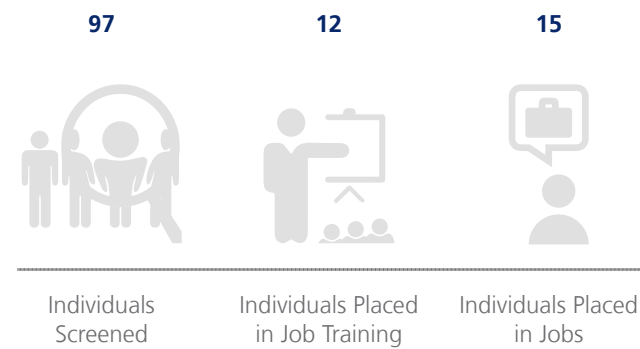 97
12
15
Individuals
Screened
Individuals Placed
in Job Training
Individuals Placed
in Jobs